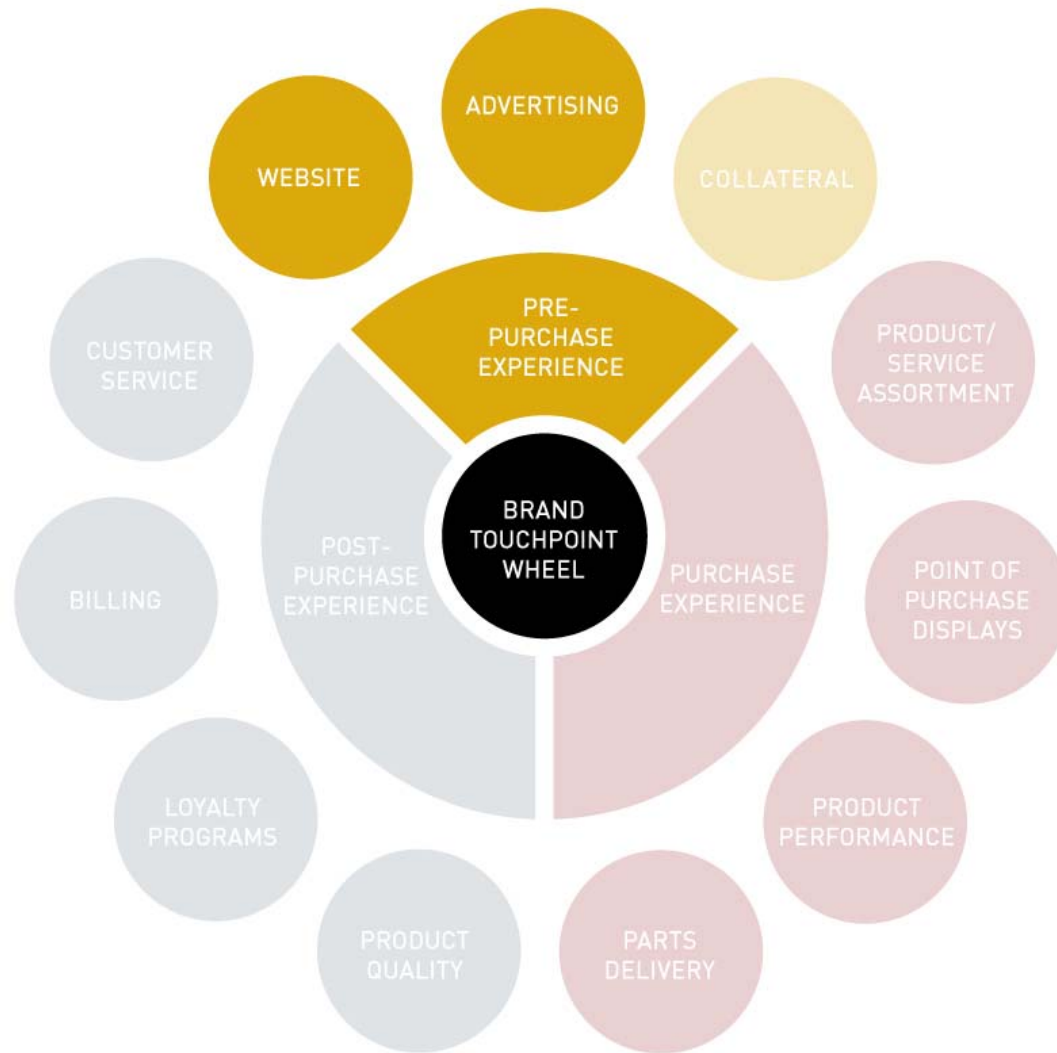 ADVERTISING
WEBSITE
COLLATERAL
PRE-
PURCHASE
EXPERIENCE
CUSTOMER
SERVICE
PRODUCT/
SERVICE
ASSORTMENT
BRAND
TOUCHPOINT
WHEEL
POST-
PURCHASE
EXPERIENCE
PURCHASE
EXPERIENCE
BILLING
POINT OF
PURCHASE
DISPLAYS
LOYALTY
PROGRAMS
PRODUCT
PERFORMANCE
PRODUCT
QUALITY
PARTS
DELIVERY